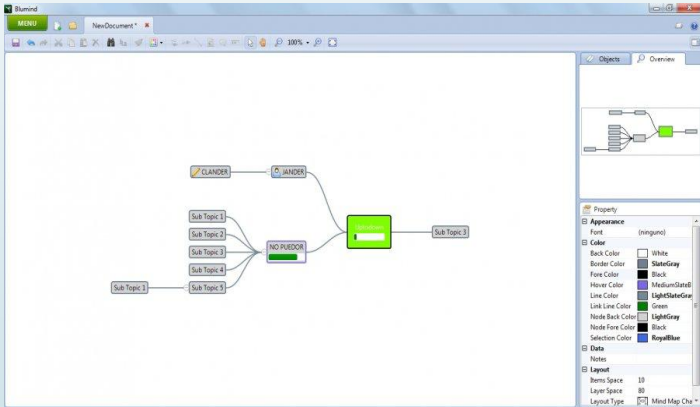 Blumind
MENU
NewDocument *
100%
Objects
Overview
CLANDER
JANDER
Sub Topic 1
Sub Topic 2
Sub Topic 3
Sub Topic 4
Sub Topic 5
Sub Topic 1
NO PUEDOR
Sub Topic 3
Property
Appearance
Font (ninguno)
Color
Back Color White
Border Color SlateGray
Fore Color Black
Hover Color MediumSlateB
Line Color LightSlateGra
Link Line Color Green
Node Back Color LightGray
Node Fore Color Black
Selection Color RoyalBlue
Data
Notes
Layout
Items Space 10
Layer Space 80
Layout Type Mind Map Cha